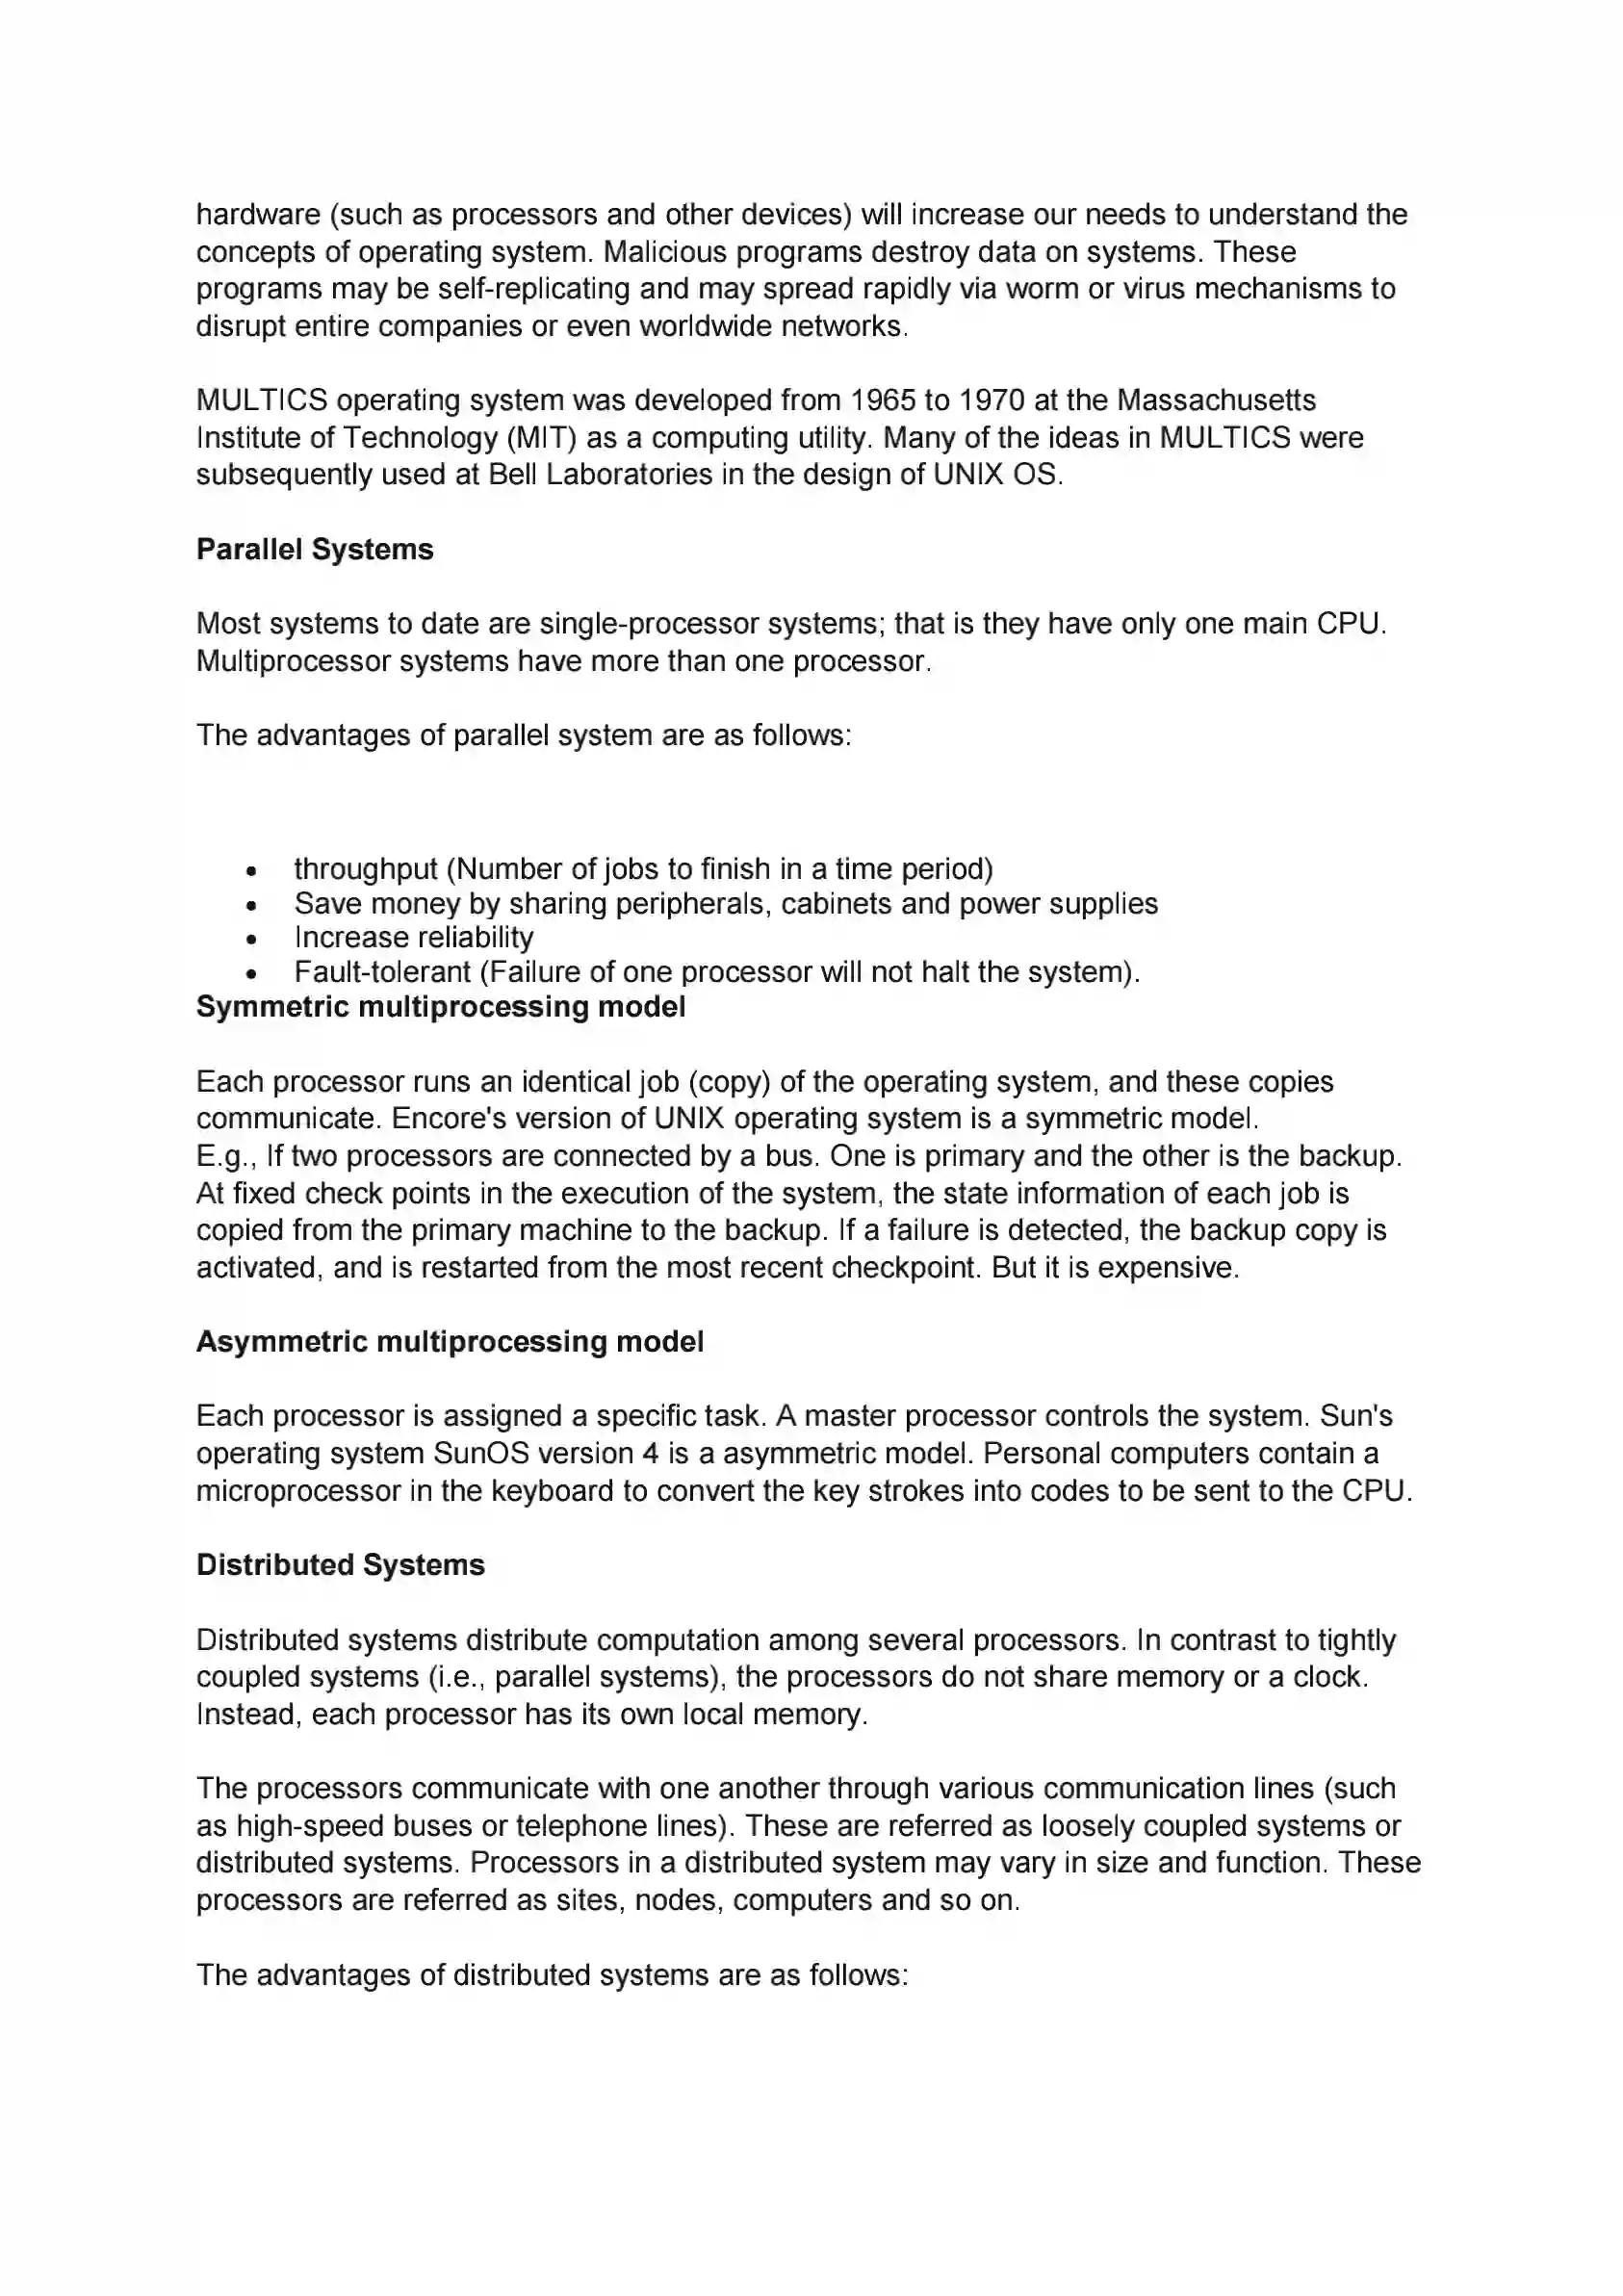 hardware (such as processors and other devices) will increase our needs to understand the
concepts of operating system. Malicious programs destroy data on systems. These
programs may be self-replicating and may spread rapidly via worm or virus mechanisms to
disrupt entire companies or even worldwide networks.
MULTICS operating system was developed from 1965 to 1970 at the Massachusetts
Institute of Technology (MIT) as a computing utility. Many of the ideas in MULTICS were
subsequently used at Bell Laboratories in the design of UNIX OS.
Parallel Systems
Most systems to date are single-processor systems; that is they have only one main CPU.
Multiprocessor systems have more than one processor.
The advantages of parallel system are as follows:
• throughput (Number of jobs to finish in a time period)
• Save money by sharing peripherals, cabinets and power supplies
• Increase reliability
• Fault-tolerant (Failure of one processor will not halt the system).
Symmetric multiprocessing model
Each processor runs an identical job (copy) of the operating system, and these copies
communicate. Encore's version of UNIX operating system is a symmetric model.
E.g., If two processors are connected by a bus. One is primary and the other is the backup.
At fixed check points in the execution of the system, the state information of each job is
copied from the primary machine to the backup. If a failure is detected, the backup copy is
activated, and is restarted from the most recent checkpoint. But it is expensive.
Asymmetric multiprocessing model
Each processor is assigned a specific task. A master processor controls the system. Sun's
operating system SunOS version 4 is a asymmetric model. Personal computers contain a
microprocessor in the keyboard to convert the key strokes into codes to be sent to the CPU.
Distributed Systems
Distributed systems distribute computation among several processors. In contrast to tightly
coupled systems (i.e., parallel systems), the processors do not share memory or a clock.
Instead, each processor has its own local memory.
The processors communicate with one another through various communication lines (such
as high-speed buses or telephone lines). These are referred as loosely coupled systems or
distributed systems. Processors in a distributed system may vary in size and function. These
processors are referred as sites, nodes, computers and so on.
The advantages of distributed systems are as follows: